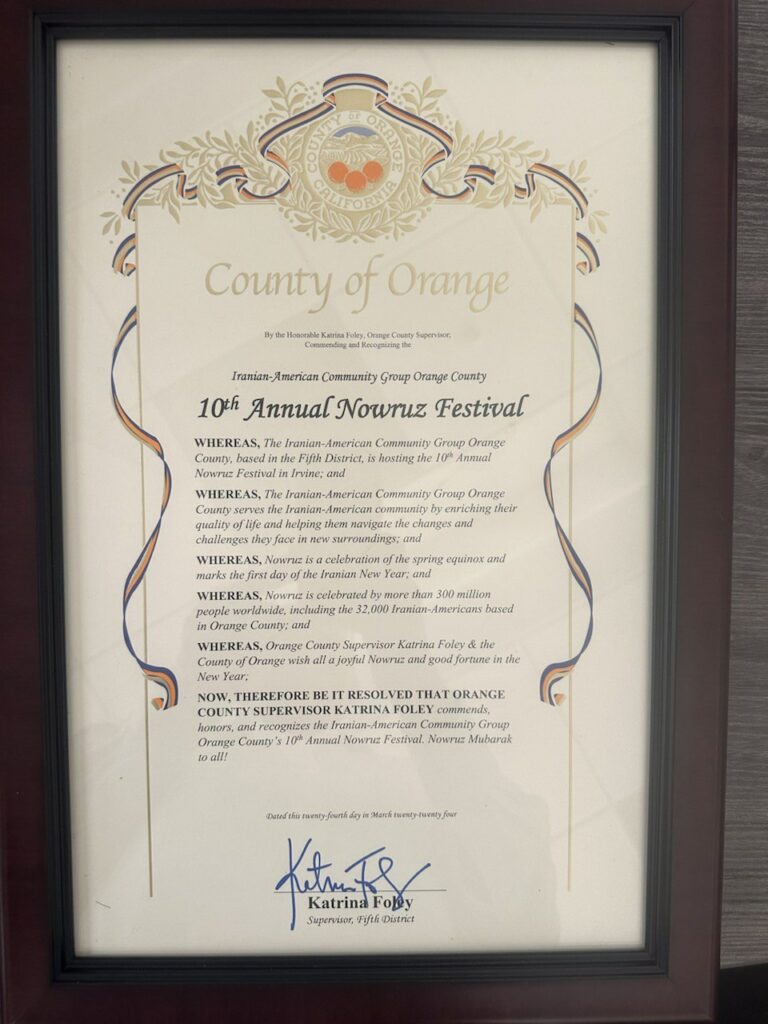 COUNTY OF ORANGE
CALIFORNIA
County of Orange
By the Honorable Katrina Foley, Orange County Supervisor,
Commending and Recognizing the
Iranian-American Community Group Orange County
10th Annual Nowruz Festival
WHEREAS, The Iranian-American Community Group Orange
County, based in the Fifth District, is hosting the 10th Annual
Nowruz Festival in Irvine; and
WHEREAS, The Iranian-American Community Group Orange
County serves the Iranian-American community by enriching their
quality of life and helping them navigate the changes and
challenges they face in new surroundings; and
WHEREAS, Nowruz is a celebration of the spring equinox and
marks the first day of the Iranian New Year; and
WHEREAS, Nowruz is celebrated by more than 300 million
people worldwide, including the 32,000 Iranian-Americans based
in Orange County; and
WHEREAS, Orange County Supervisor Katrina Foley & the
County of Orange wish all a joyful Nowruz and good fortune in the
New Year;
NOW, THEREFORE BE IT RESOLVED THAT ORANGE
COUNTY SUPERVISOR KATRINA FOLEY commends,
honors, and recognizes the Iranian-American Community Group
Orange County's 10th Annual Nowruz Festival. Nowruz Mubarak
to all!
Dated this twenty-fourth day in March twenty-twenty four
Katrina Foley
Supervisor, Fifth District